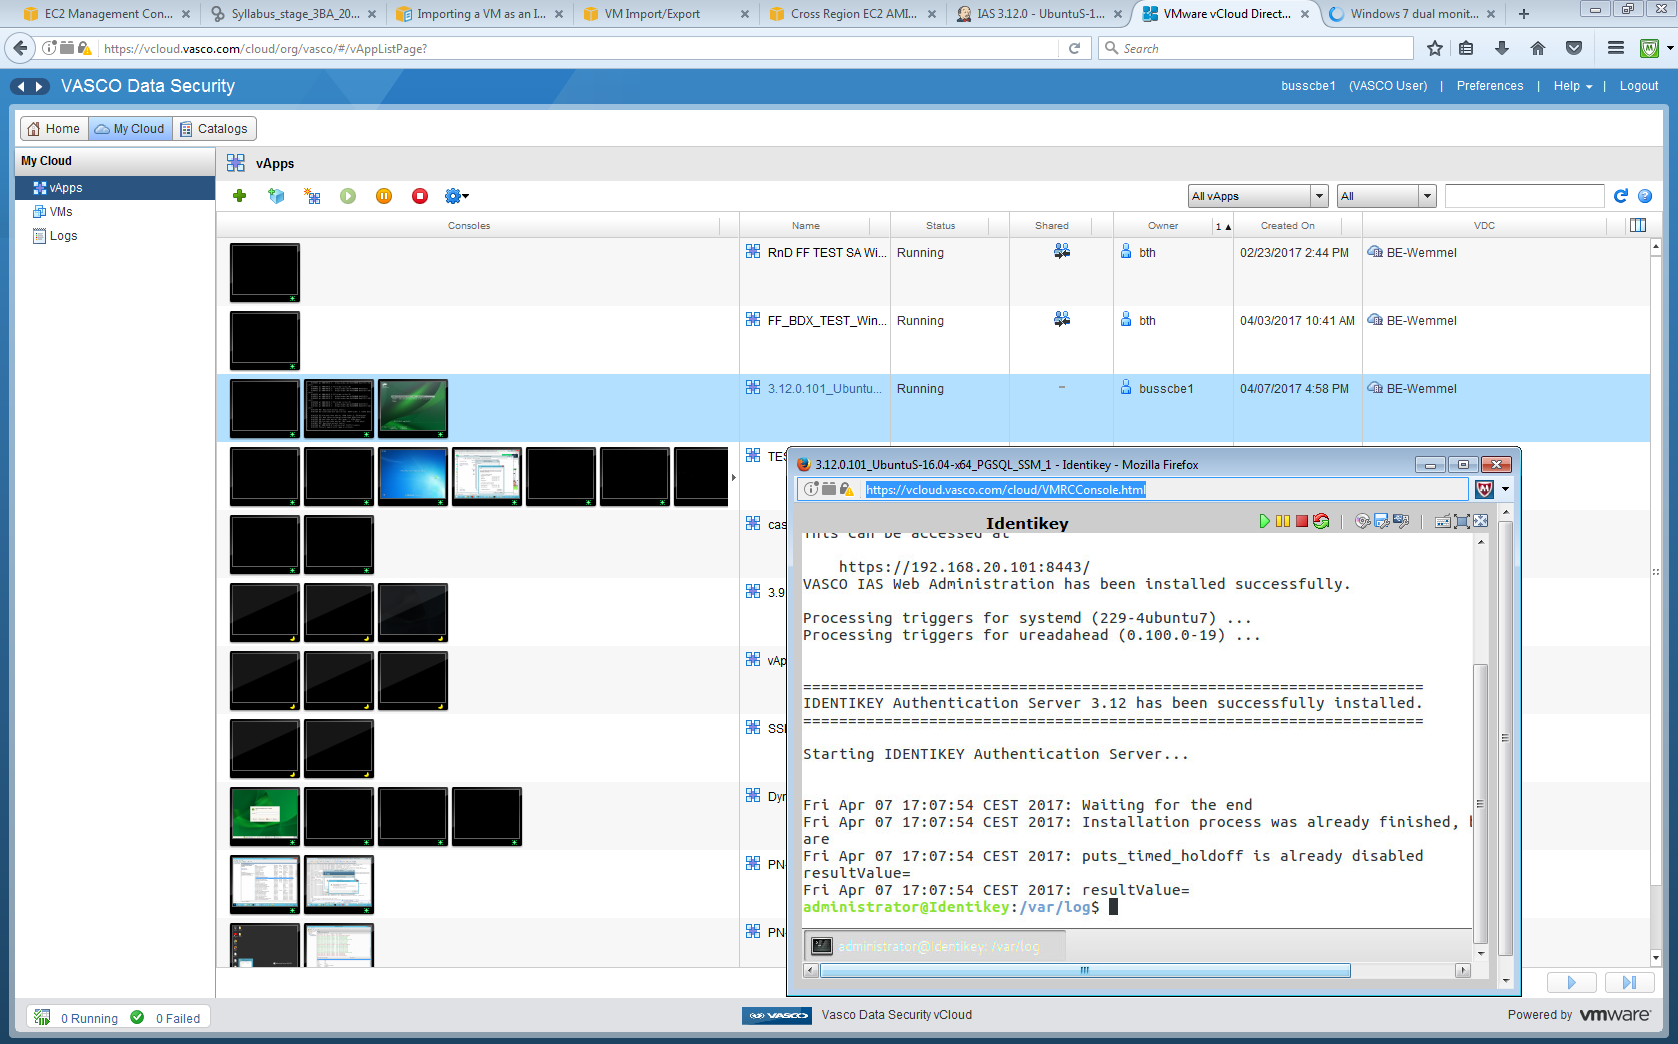 EC2 Management Con...
Syllabus_stage_3BA_20...
Importing a VM as an I...
VM Import/Export
Cross Region EC2 AMI...
IAS 3.12.0 - UbuntuS-1...
VMware vCloud Direct...
Windows 7 dual monit...
https://vcloud.vasco.com/cloud/org/vasco/#/vAppListPage?
Search
VASCO Data Security
busscbe1 (VASCO User) | Preferences | Help | Logout
Home
My Cloud
Catalogs
My Cloud
vApps
VMs
Logs
vApps
All vApps
All
Consoles
Name
Status
Shared
Owner
1
Created On
VDC
RnD FF TEST SA Wi... Running bth 02/23/2017 2:44 PM BE-Wemmel
FF_BDX_TEST_Win... Running bth 04/03/2017 10:41 AM BE-Wemmel
3.12.0.101_Ubuntu... Running - busscbe1 04/07/2017 4:58 PM BE-Wemmel
TES
cas
3.9
vAp
SSI
Dyr
PN
PN
3.12.0.101_UbuntuS-16.04-x64_PGSQL_SSM_1 - Identikey - Mozilla Firefox
https://vcloud.vasco.com/cloud/VMRCConsole.html
Identikey
This can be accessed at
https://192.168.20.101:8443/
VASCO IAS Web Administration has been installed successfully.
Processing triggers for systemd (229-4ubuntu7) ...
Processing triggers for ureadahead (0.100.0-19) ...
=====================================================================
IDENTIKEY Authentication Server 3.12 has been successfully installed.
=====================================================================
Starting IDENTIKEY Authentication Server...
Fri Apr 07 17:07:54 CEST 2017: Waiting for the end
Fri Apr 07 17:07:54 CEST 2017: Installation process was already finished,
are
Fri Apr 07 17:07:54 CEST 2017: puts_timed_holdoff is already disabled
resultValue=
Fri Apr 07 17:07:54 CEST 2017: resultValue=
administrator@Identikey:/var/log$
administrator@Identikey: /var/log
0 Running
0 Failed
VASCO
Vasco Data Security vCloud
Powered by vmware